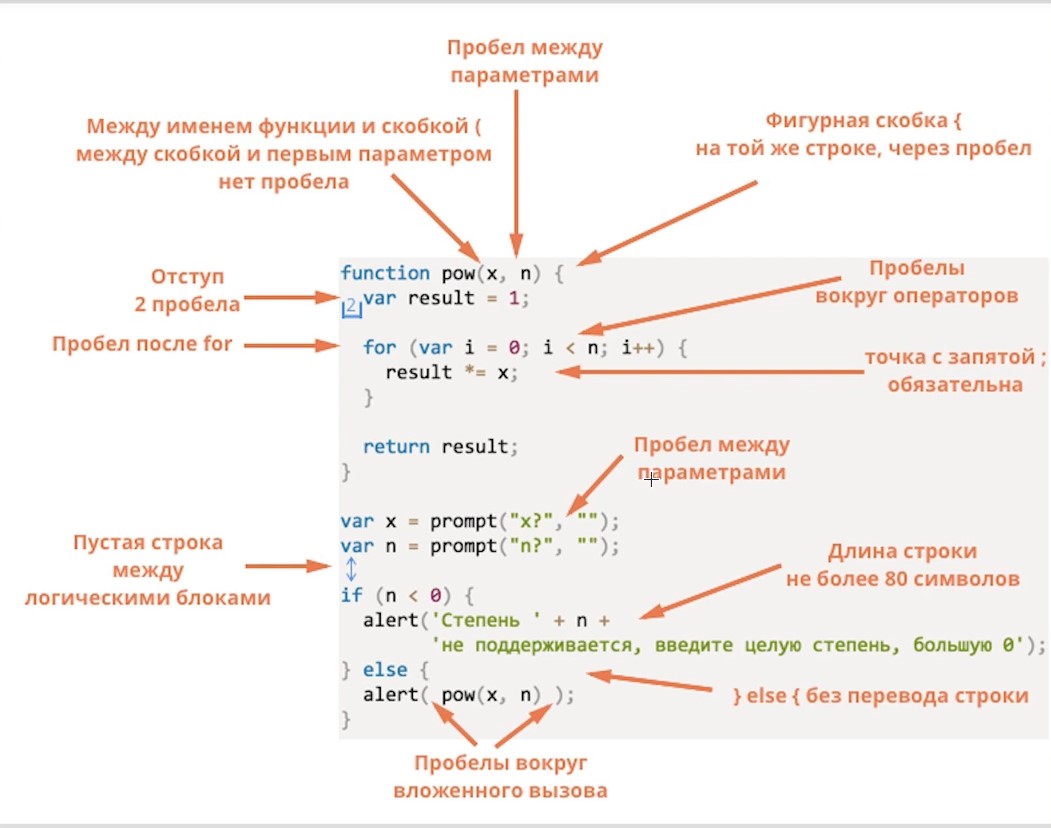 Пробел между
параметрами
Между именем функции и скобкой (
между скобкой и первым параметром
нет пробела
Фигурная скобка {
на той же строке, через пробел
Отступ
2 пробела
Пробел после for
Пустая строка
между
логическими блоками
function pow(x, n) {
2
var result = 1;
for (var i = 0; i < n; i++) {
result *= x;
}
return result;
}
var x = prompt("x?", "");
var n = prompt("n?", "");
if (n < 0) {
alert('Степень ' + n +
'не поддерживается, введите целую степень, большую 0');
} else {
alert( pow(x, n) );
}
Пробелы
вокруг операторов
точка с запятой ;
обязательна
Пробел между
параметрами
Длина строки
не более 80 символов
} else { без перевода строки
Пробелы вокруг
вложенного вызова